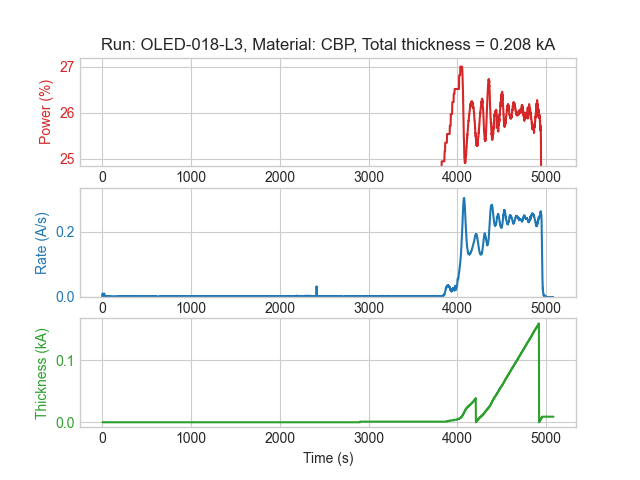 Run: OLED-018-L3, Material: CBP, Total thickness = 0.208 kA
27
26
25
Power (%)
0 1000 2000 3000 4000 5000
0.2
0.0
Rate (A/s)
0 1000 2000 3000 4000 5000
0.1
0.0
Thickness (kA)
0 1000 2000 3000 4000 5000
Time (s)